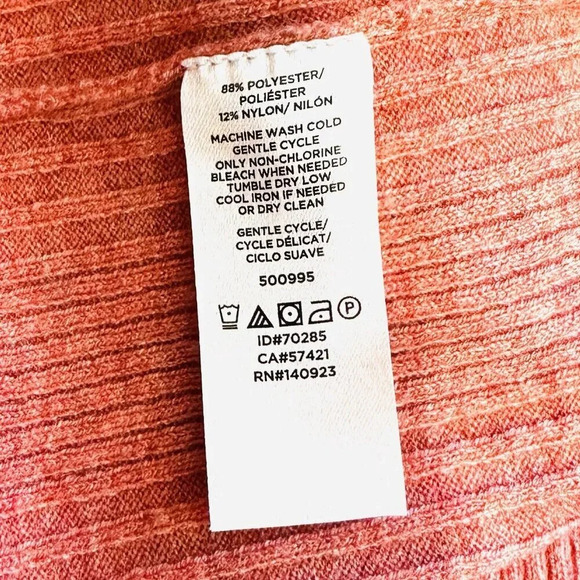 88% POLYESTER/
POLIÉSTER
12% NYLON/ NILÓN
MACHINE WASH COLD
GENTLE CYCLE
ONLY NON-CHLORINE
BLEACH WHEN NEEDED
TUMBLE DRY LOW
COOL IRON IF NEEDED
OR DRY CLEAN
GENTLE CYCLE/
CYCLE DÉLICAT/
CICLO SUAVE
500995
P
ID#70285
CA#57421
RN#140923